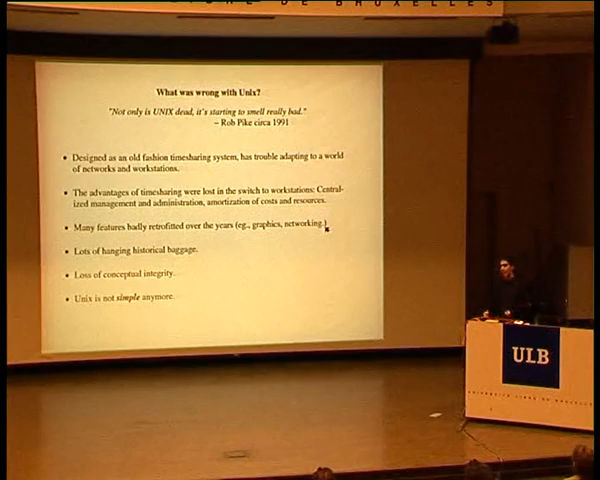 DE BRUXELLES
What was wrong with Unix?
"Not only is UNIX dead, it's starting to smell really bad."
– Rob Pike circa 1991
• Designed as an old fashion timesharing system, has trouble adapting to a world
of networks and workstations.
• The advantages of timesharing were lost in the switch to workstations: Central-
ized management and administration, amortization of costs and resources.
• Many features badly retrofitted over the years (eg., graphics, networking.)
• Lots of hanging historical baggage.
• Loss of conceptual integrity.
• Unix is not simple anymore.
ULB